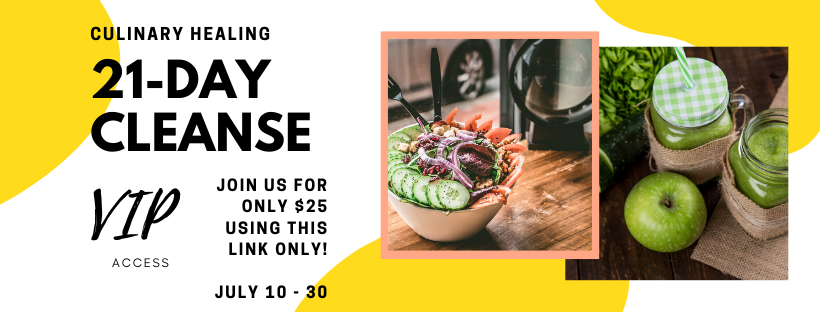 CULINARY HEALING
21-DAY
CLEANSE
VIP
ACCESS
JOIN US FOR
ONLY $25
USING THIS
LINK ONLY!
JULY 10 - 30